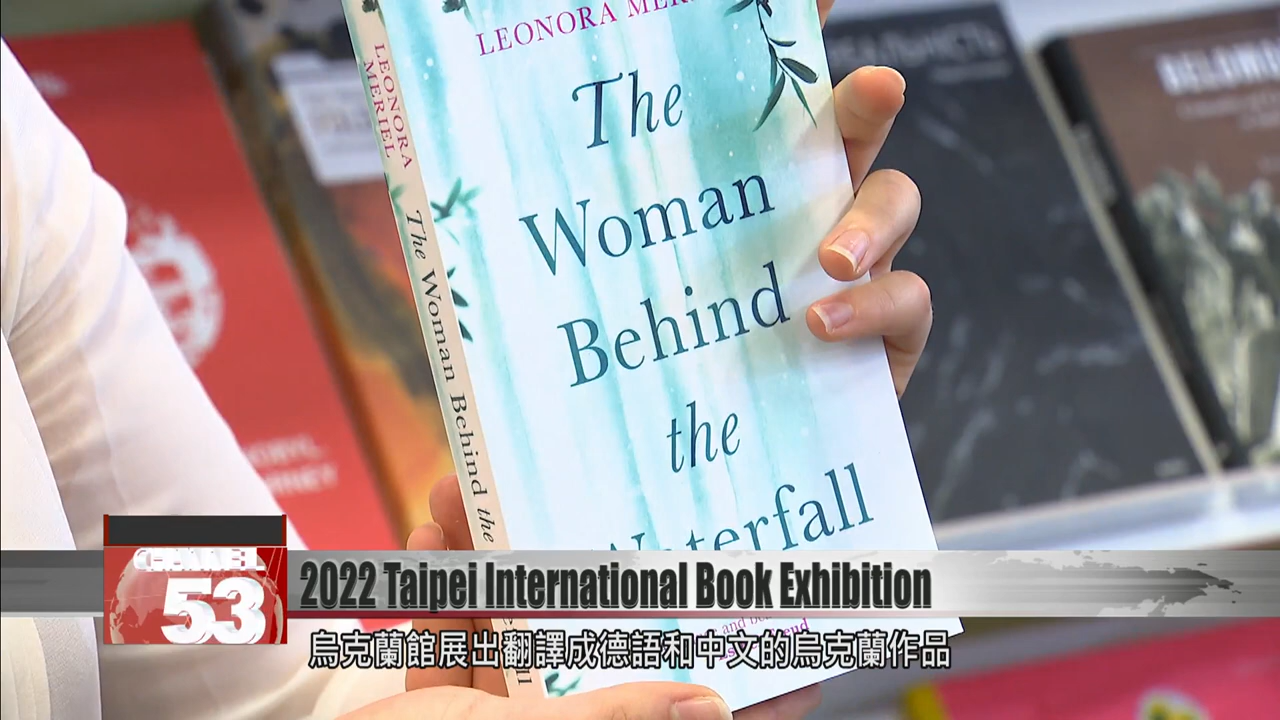 LEONORA
The
Woman
Behind
the
Waterfall
LEONORA
MERIEL
The Woman Behind the
CHANNEL
53
2022 Taipei International Book Exhibition
烏克蘭館展出翻譯成德語和中文的烏克蘭作品